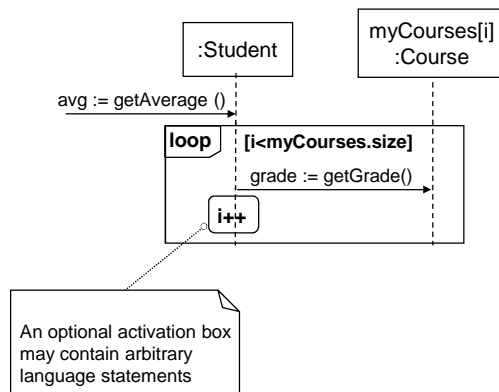 :Student
myCourses[i]
:Course
avg := getAverage ()
loop
[i<myCourses.size]
grade := getGrade()
i++
An optional activation box
may contain arbitrary
language statements